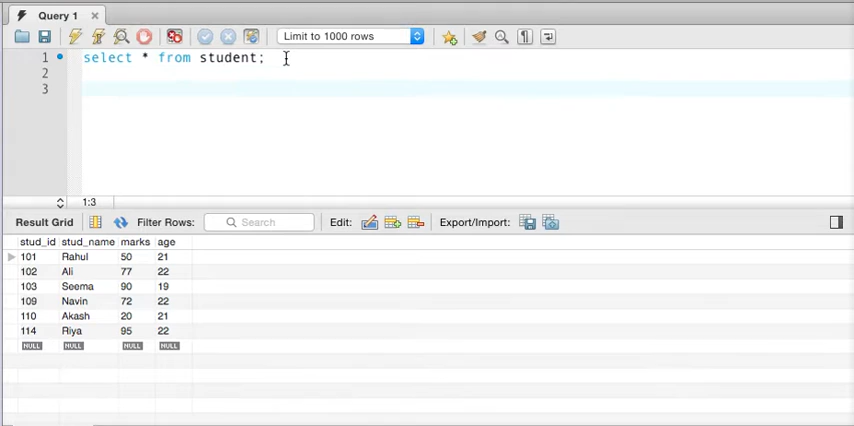 Query 1
Limit to 1000 rows
1 select * from student;
2
3
1:3
Result Grid Filter Rows: Search Edit: Export/Import:
stud_id stud_name marks age
101 Rahul 50 21
102 Ali 77 22
103 Seema 90 19
109 Navin 72 22
110 Akash 20 21
114 Riya 95 22
NULL NULL NULL NULL